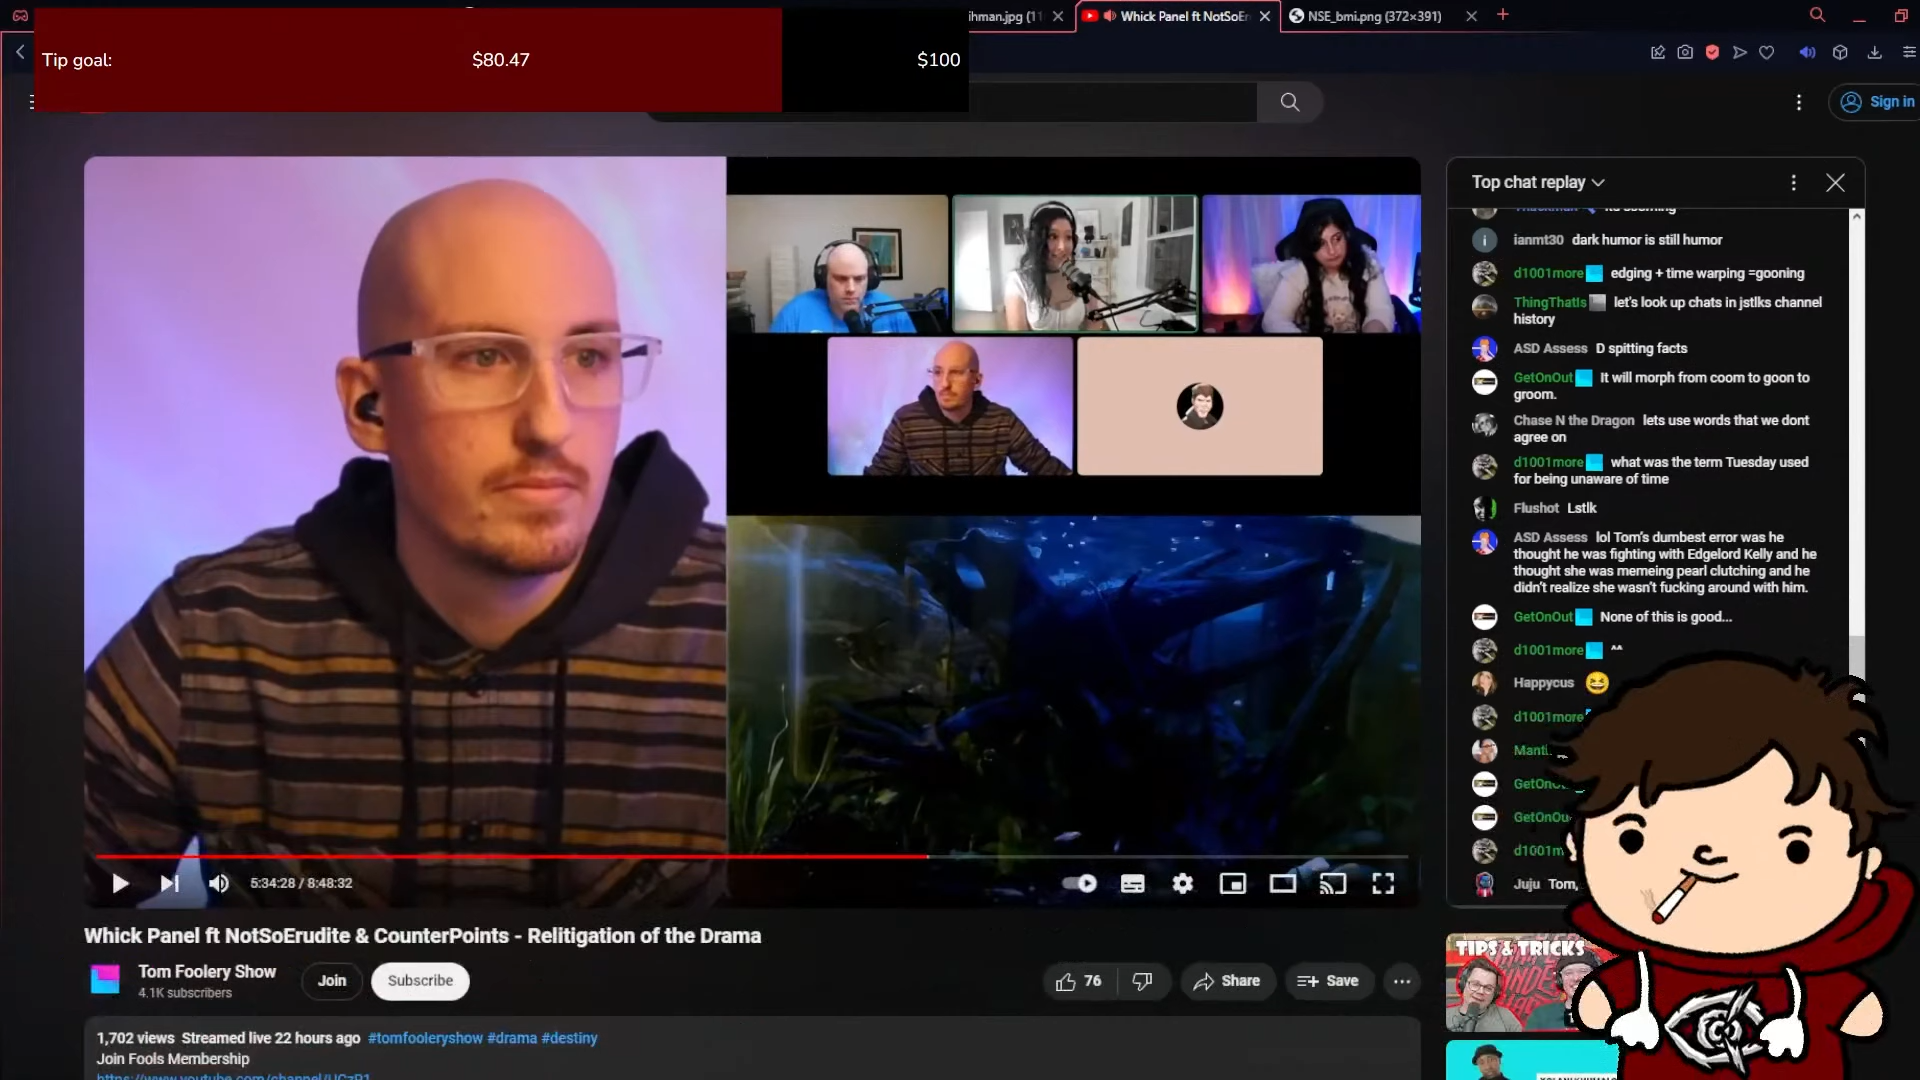 ihman.jpg (11
Whick Panel ft NotSoEr
NSE_bmi.png (372×391)
Tip goal:
$80.47
$100
Sign in
Top chat replay
ianmt30 dark humor is still humor
d1001more edging + time warping =gooning
ThingThatIs let's look up chats in jstlks channel
history
ASD Assess D spitting facts
GetOnOut It will morph from coom to goon to
groom.
Chase N the Dragon lets use words that we dont
agree on
d1001more what was the term Tuesday used
for being unaware of time
Flushot Lstlk
ASD Assess lol Tom's dumbest error was he
thought he was fighting with Edgelord Kelly and he
thought she was memeing pearl clutching and he
didn't realize she wasn't fucking around with him.
GetOnOut None of this is good...
d1001more ^^
Happycus
d1001more
Manti
GetOnO
GetOnOu
d1001m
Juju Tom,
5:34:28 / 8:48:32
Whick Panel ft NotSoErudite & CounterPoints - Relitigation of the Drama
Tom Foolery Show
4.1K subscribers
Join
Subscribe
76
Share
Save
TIPS & TRICKS
1,702 views Streamed live 22 hours ago #tomfooleryshow #drama #destiny
Join Fools Membership